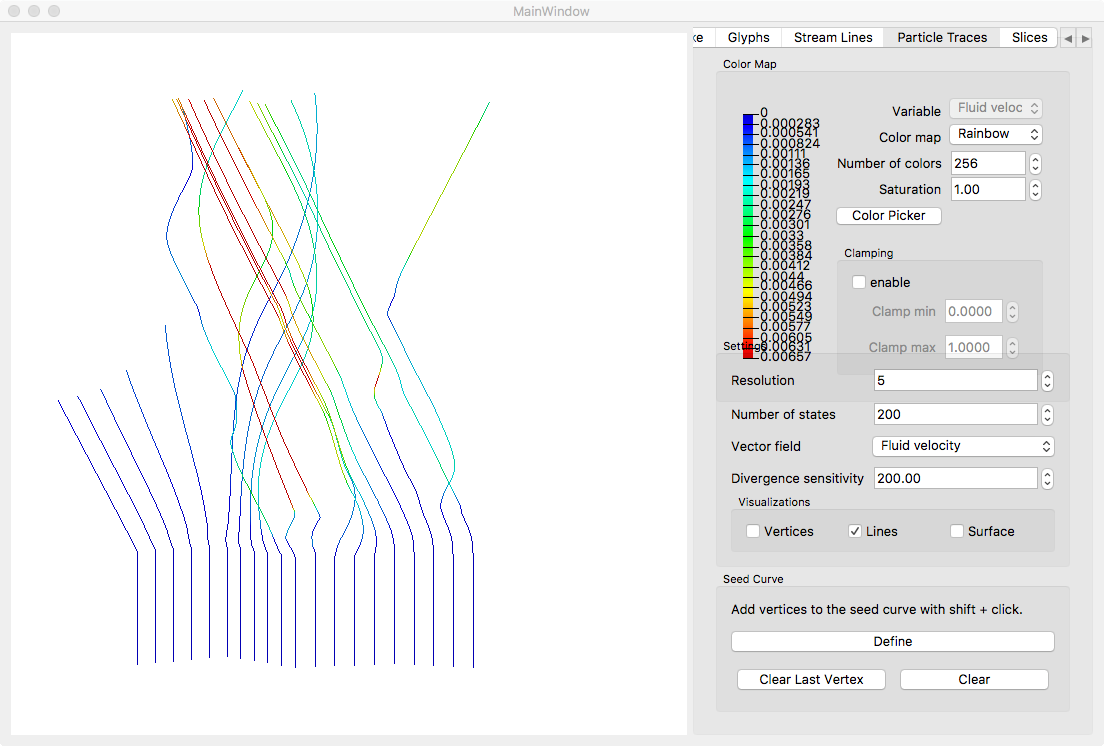 MainWindow
Glyphs
Stream Lines
Particle Traces
Slices
Color Map
0
0.000283
0.000541
0.000824
0.00111
0.00136
0.00165
0.00193
0.00219
0.00247
0.00276
0.00301
0.0033
0.00358
0.00384
0.00412
0.0044
0.00466
0.00494
0.00523
0.00549
0.00577
0.00605
0.00631
0.00657
Variable Fluid veloc
Color map Rainbow
Number of colors 256
Saturation 1.00
Color Picker
Clamping
enable
Clamp min 0.0000
Clamp max 1.0000
Settings
Resolution 5
Number of states 200
Vector field Fluid velocity
Divergence sensitivity 200.00
Visualizations
Vertices Lines Surface
Seed Curve
Add vertices to the seed curve with shift + click.
Define
Clear Last Vertex Clear